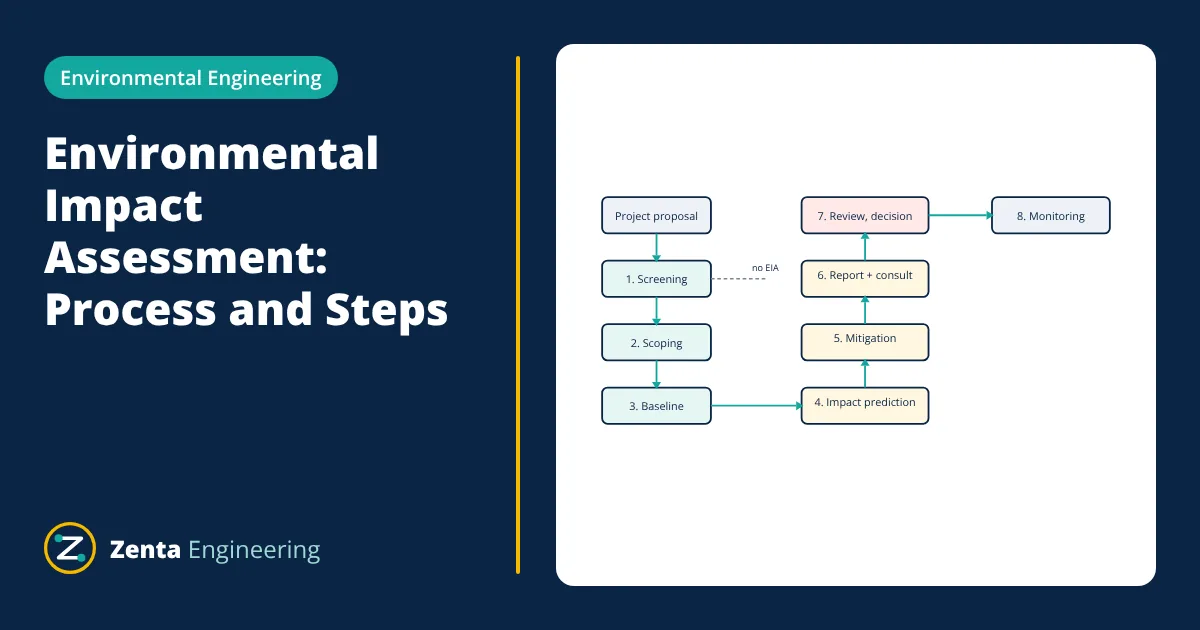 Environmental Engineering
Environmental
Impact
Assessment:
Process and Steps
Zenta Engineering
Project proposal
1. Screening
no EIA
2. Scoping
3. Baseline
4. Impact prediction
5. Mitigation
6. Report + consult
7. Review, decision
8. Monitoring